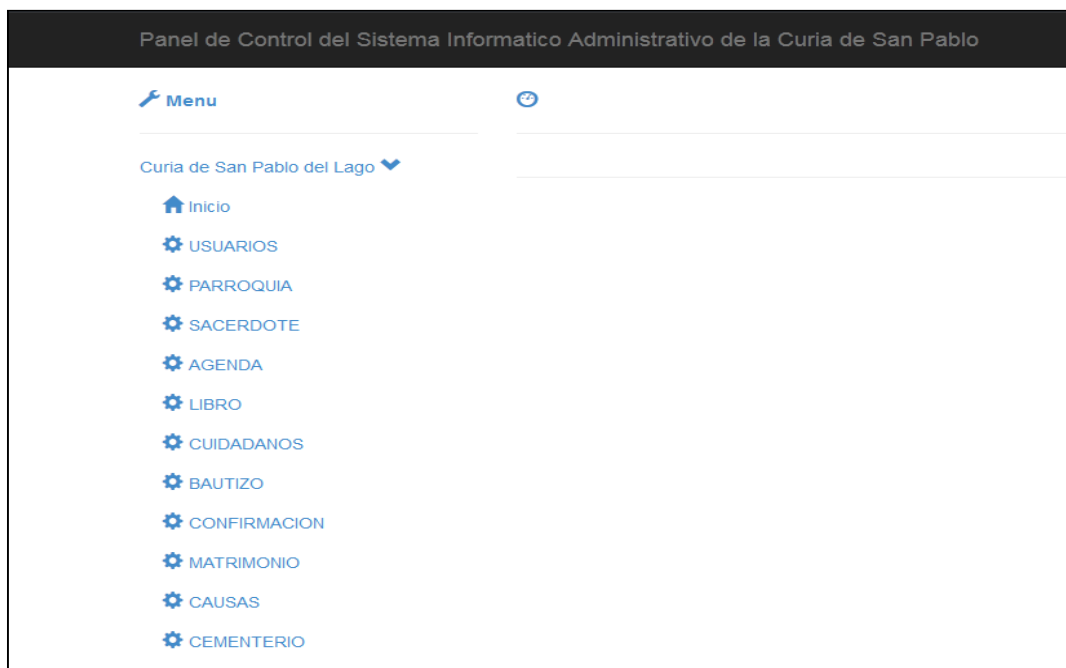 Panel de Control del Sistema Informatico Administrativo de la Curia de San Pablo
Menu
Curia de San Pablo del Lago
Inicio
USUARIOS
PARROQUIA
SACERDOTE
AGENDA
LIBRO
CUIDADANOS
BAUTIZO
CONFIRMACION
MATRIMONIO
CAUSAS
CEMENTERIO